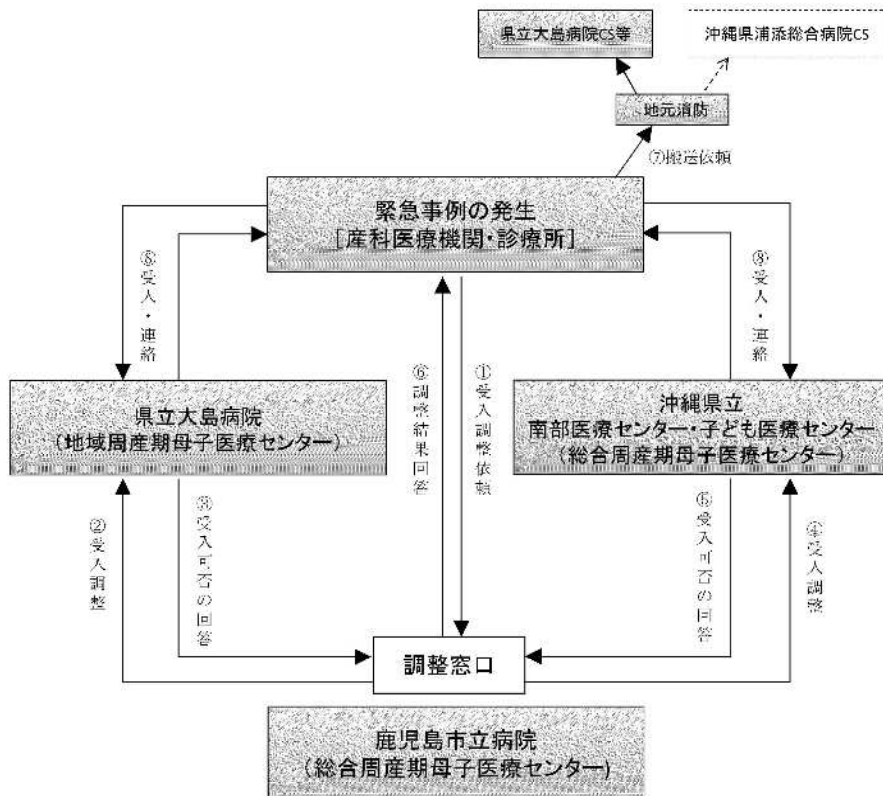 県立大島病院CS等
沖縄県浦添総合病院CS
地元消防
⑦搬送依頼
緊急事例の発生
[産科医療機関・診療所]
⑧受入・連絡
⑧受入・連絡
⑥調整結果回答
①受入調整依頼
県立大島病院
(地域周産期母子医療センター)
沖縄県立
南部医療センター・子ども医療センター
(総合周産期母子医療センター)
②受入調整
③受入可否の回答
⑤受入可否の回答
④受入調整
調整窓口
鹿児島市立病院
(総合周産期母子医療センター)